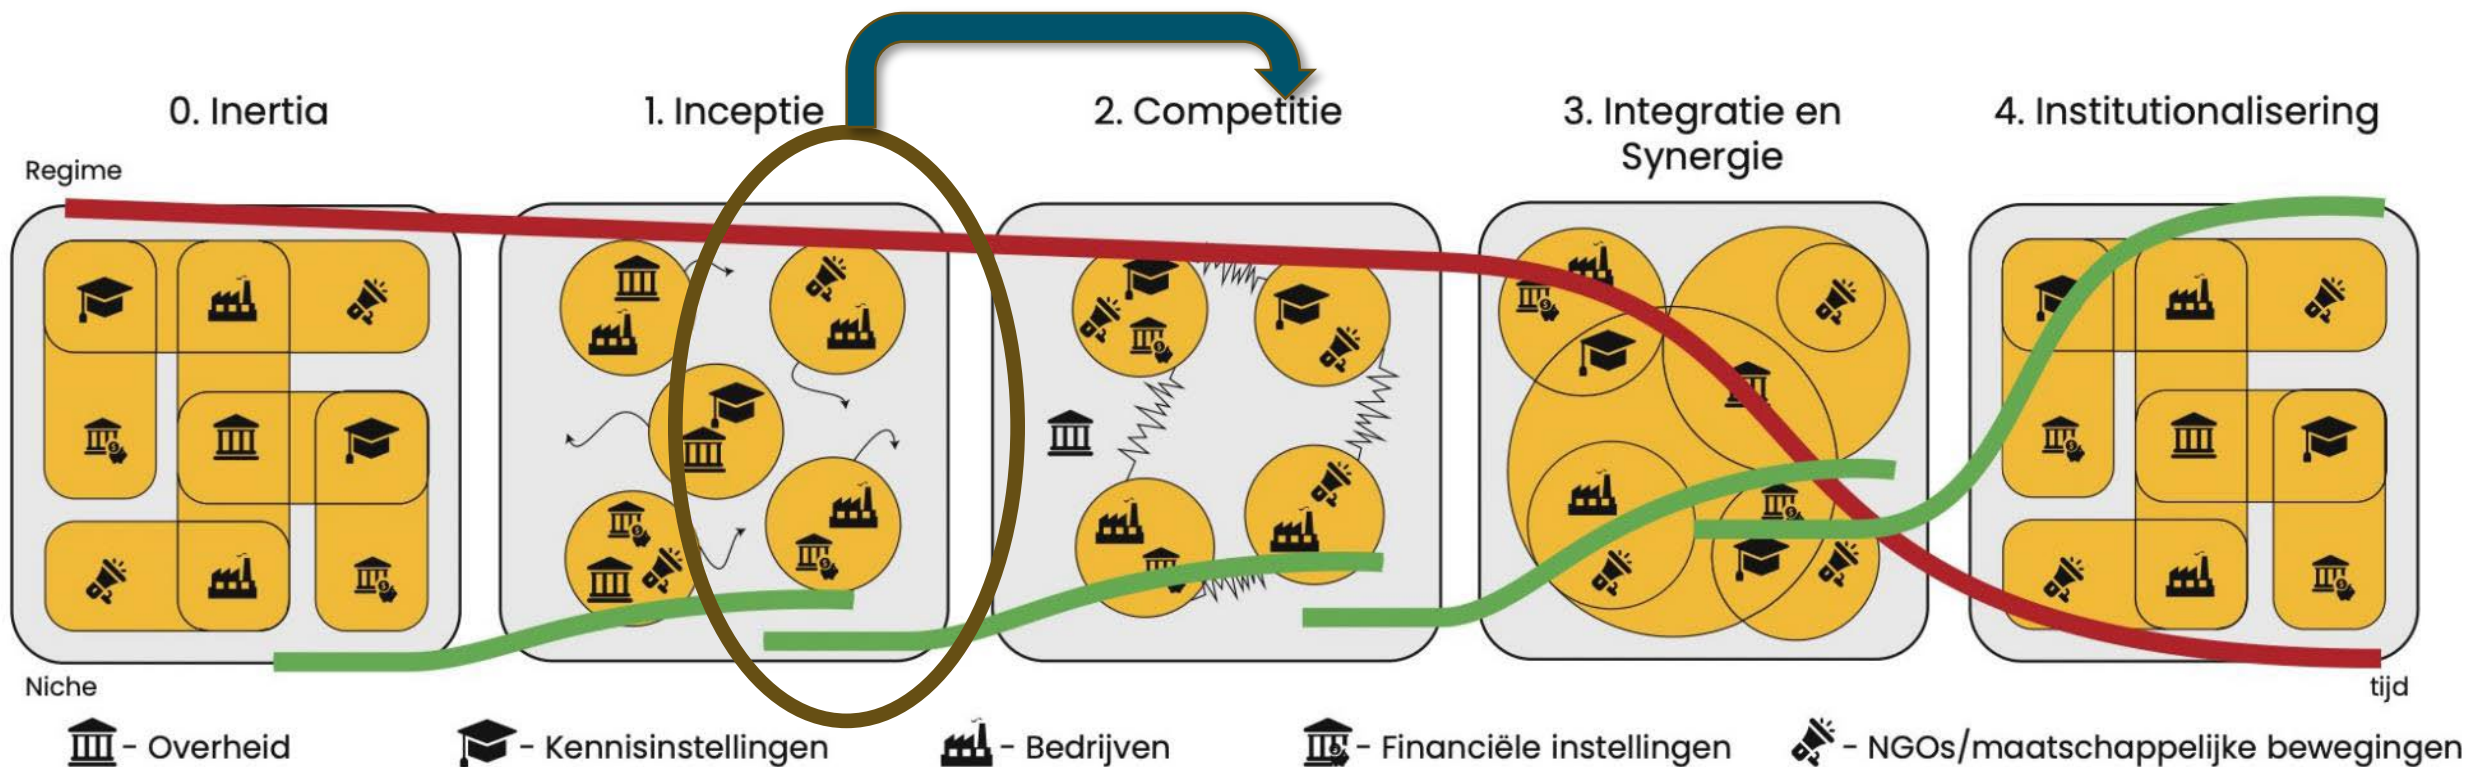 0. Inertia
1. Inceptie
2. Competitie
3. Integratie en
Synergie
4. Institutionalisering
Regime
Niche
tijd
- Overheid
- Kennisinstellingen
- Bedrijven
- Financiële instellingen
- NGOs/maatschappelijke bewegingen